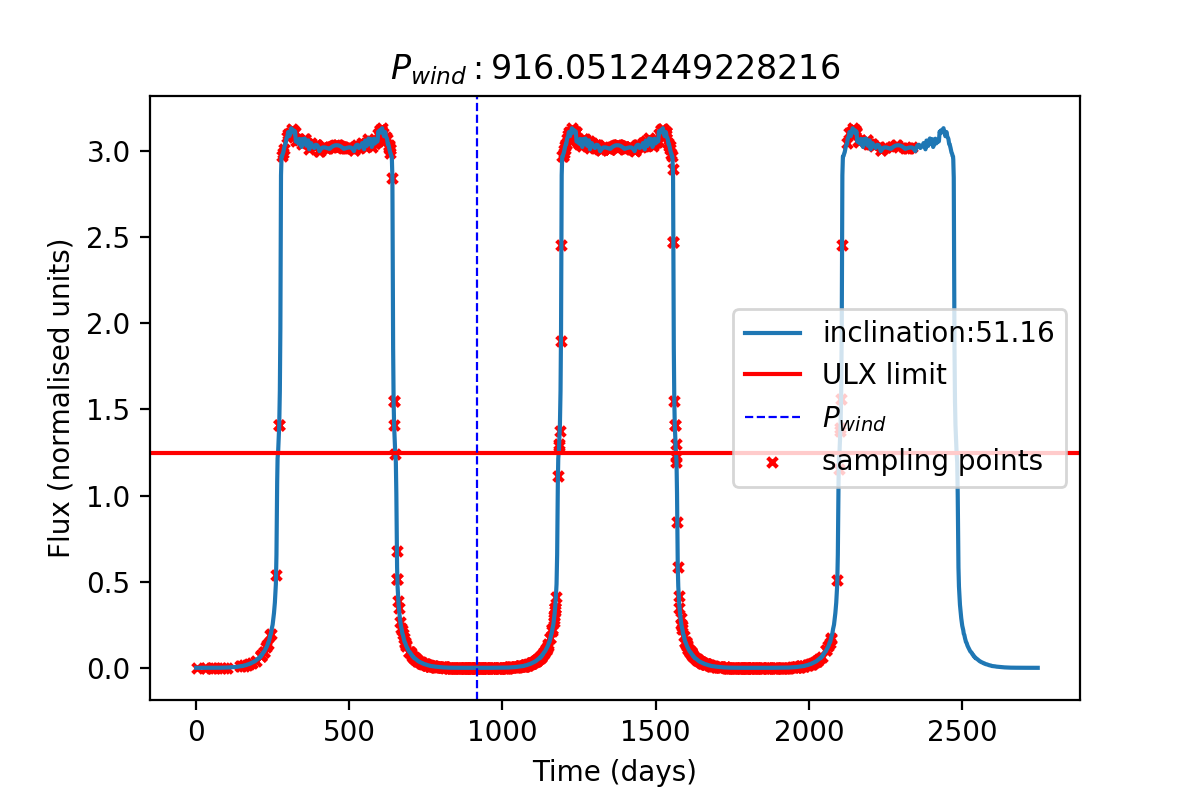 P_wind : 916.0512449228216
Flux (normalised units)
3.0
2.5
2.0
1.5
1.0
0.5
0.0
inclination:51.16
ULX limit
P_wind
sampling points
0 500 1000 1500 2000 2500
Time (days)